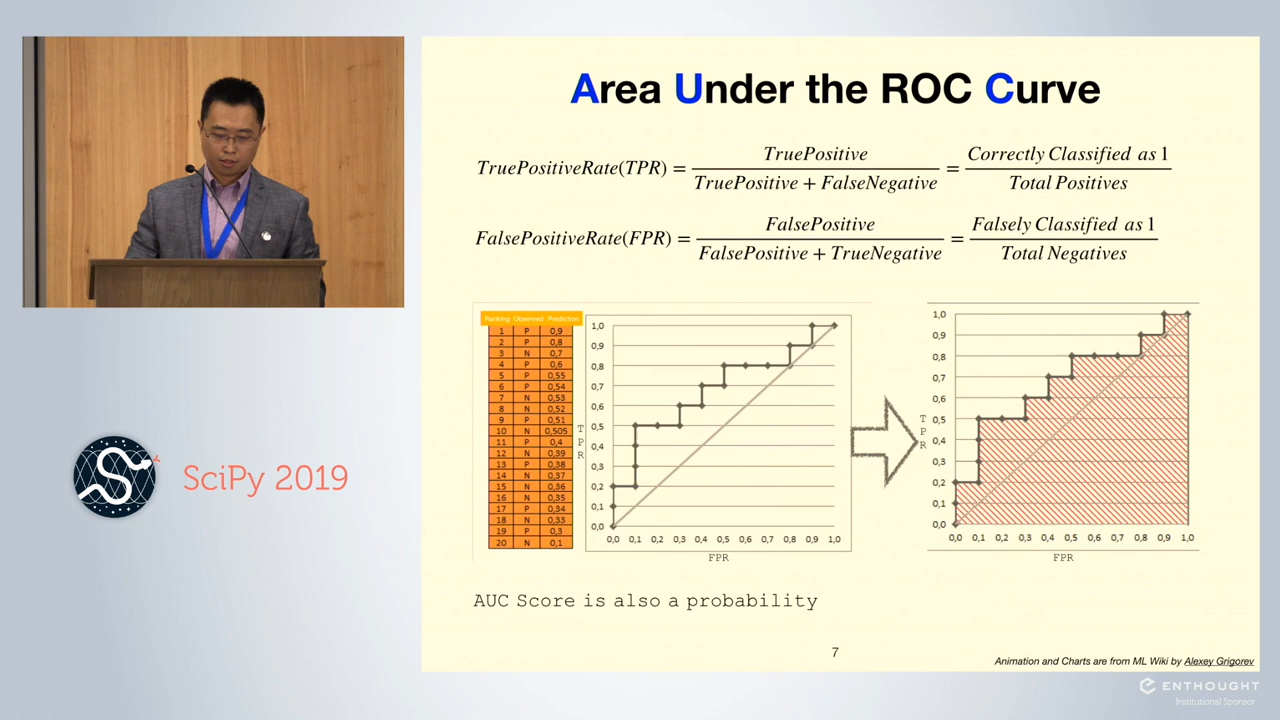 Area Under the ROC Curve
TruePositiveRate(TPR) = TruePositive / TruePositive + FalseNegative = Correctly Classified as 1 / Total Positives
FalsePositiveRate(FPR) = FalsePositive / FalsePositive + TrueNegative = Falsely Classified as 1 / Total Negatives
Ranking Observed Prediction
1 P 0,9
2 P 0,8
3 N 0,7
4 P 0,6
5 P 0,55
6 P 0,54
7 N 0,53
8 N 0,52
9 P 0,51
10 N 0,505
11 P 0,4
12 N 0,39
13 P 0,38
14 N 0,37
15 N 0,36
16 N 0,35
17 P 0,34
18 N 0,33
19 P 0,3
20 N 0,1
TPR
1,0
0,9
0,8
0,7
0,6
0,5
0,4
0,3
0,2
0,1
0,0
0,0 0,1 0,2 0,3 0,4 0,5 0,6 0,7 0,8 0,9 1,0
FPR
TPR
1,0
0,9
0,8
0,7
0,6
0,5
0,4
0,3
0,2
0,1
0,0
0,0 0,1 0,2 0,3 0,4 0,5 0,6 0,7 0,8 0,9 1,0
FPR
AUC Score is also a probability
7
Animation and Charts are from ML Wiki by Alexey Grigorev
S
SciPy 2019
ENTHOUGHT
Institutional Sponsor